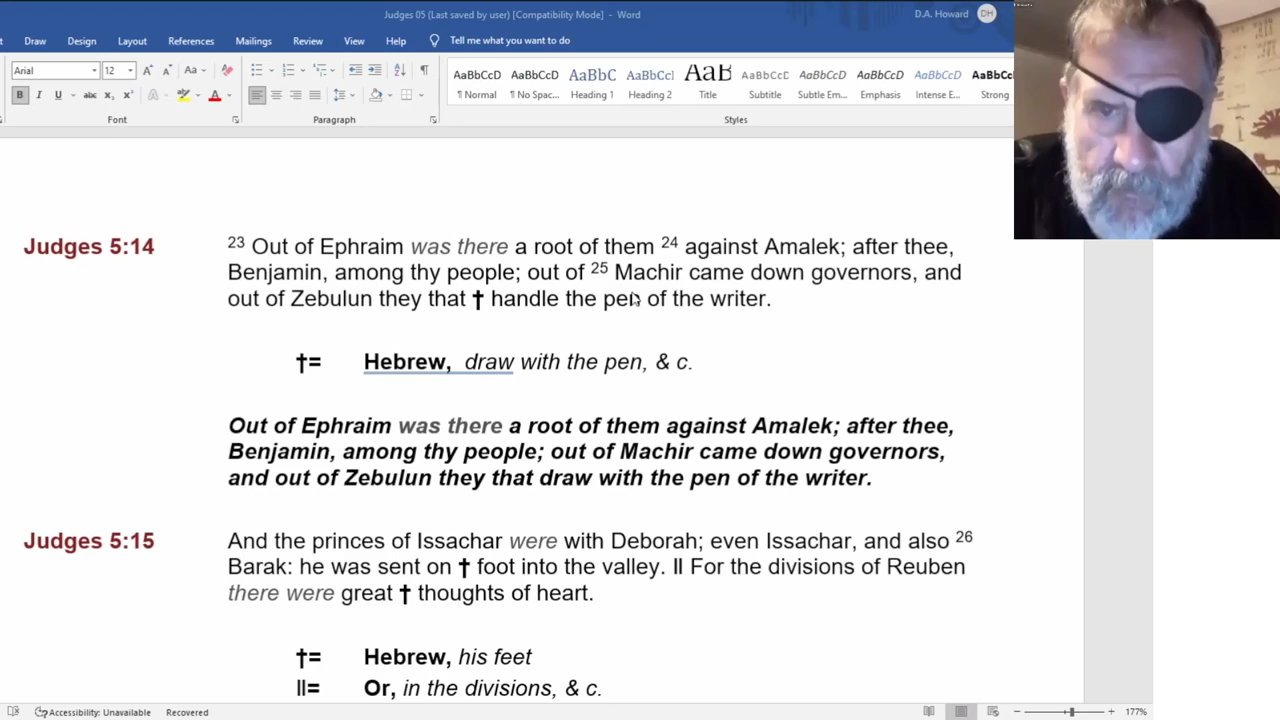 Judges 05 (Last saved by user) [Compatibility Mode] - Word
D.A. Howard DH
Draw Design Layout References Mailings Review View Help Tell me what you want to do
Arial 12
AaBbCcD AaBbCcD AaBbC AaBbCcI AaB AaBbCcD AaBbCcD AaBbCcD AaBbCcD AaBbCc
¶ Normal ¶ No Spac... Heading 1 Heading 2 Title Subtitle Subtle Em... Emphasis Intense E... Strong
Font Paragraph Styles
Judges 5:14 23 Out of Ephraim was there a root of them 24 against Amalek; after thee,
Benjamin, among thy people; out of 25 Machir came down governors, and
out of Zebulun they that † handle the pen of the writer.
†= Hebrew, draw with the pen, & c.
Out of Ephraim was there a root of them against Amalek; after thee,
Benjamin, among thy people; out of Machir came down governors,
and out of Zebulun they that draw with the pen of the writer.
Judges 5:15 And the princes of Issachar were with Deborah; even Issachar, and also 26
Barak: he was sent on † foot into the valley. ǁ For the divisions of Reuben
there were great † thoughts of heart.
†= Hebrew, his feet
ǁ= Or, in the divisions, & c.
Accessibility: Unavailable Recovered 177%